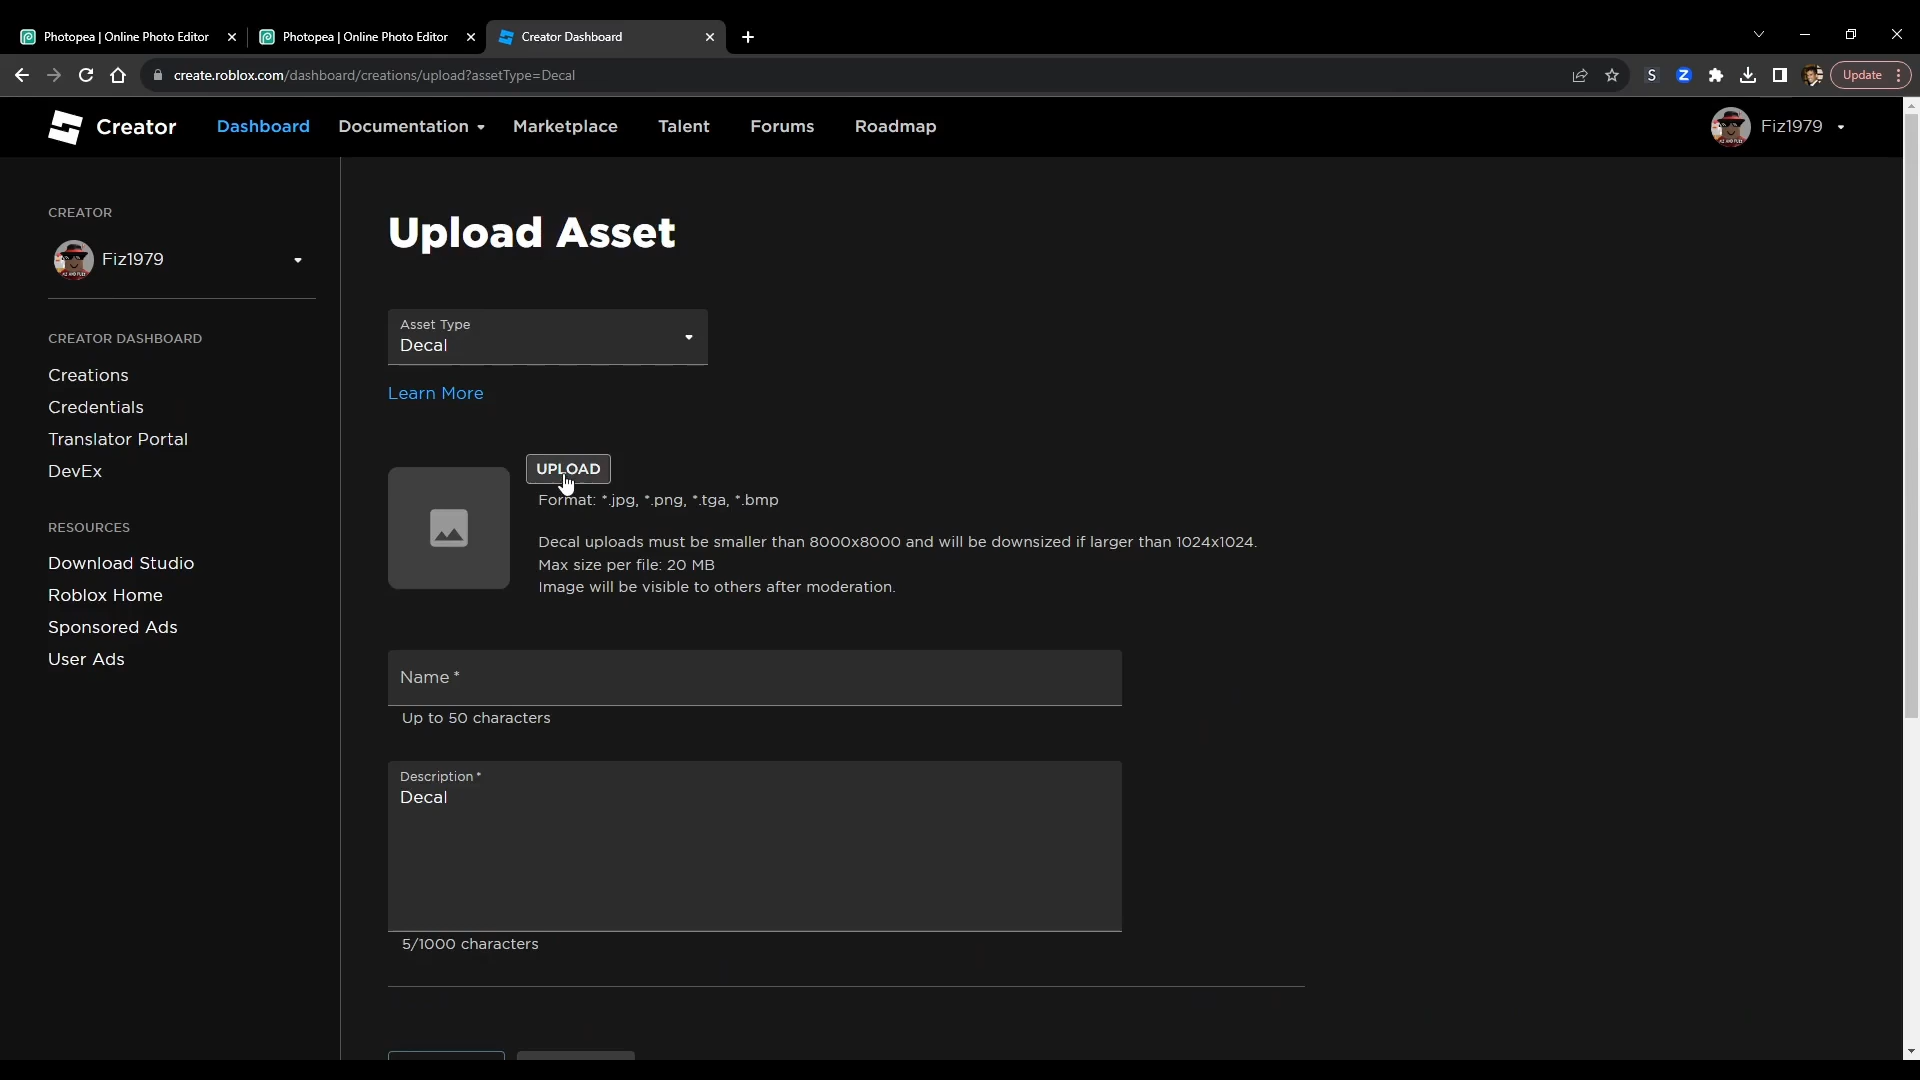 Photopea | Online Photo Editor
Photopea | Online Photo Editor
Creator Dashboard
create.roblox.com/dashboard/creations/upload?assetType=Decal
S
Z
Update
Creator
Dashboard
Documentation
Marketplace
Talent
Forums
Roadmap
Fiz1979
CREATOR
Fiz1979
CREATOR DASHBOARD
Creations
Credentials
Translator Portal
DevEx
RESOURCES
Download Studio
Roblox Home
Sponsored Ads
User Ads
Upload Asset
Asset Type
Decal
Learn More
UPLOAD
Format: *.jpg, *.png, *.tga, *.bmp
Decal uploads must be smaller than 8000x8000 and will be downsized if larger than 1024x1024.
Max size per file: 20 MB
Image will be visible to others after moderation.
Name *
Up to 50 characters
Description *
Decal
5/1000 characters